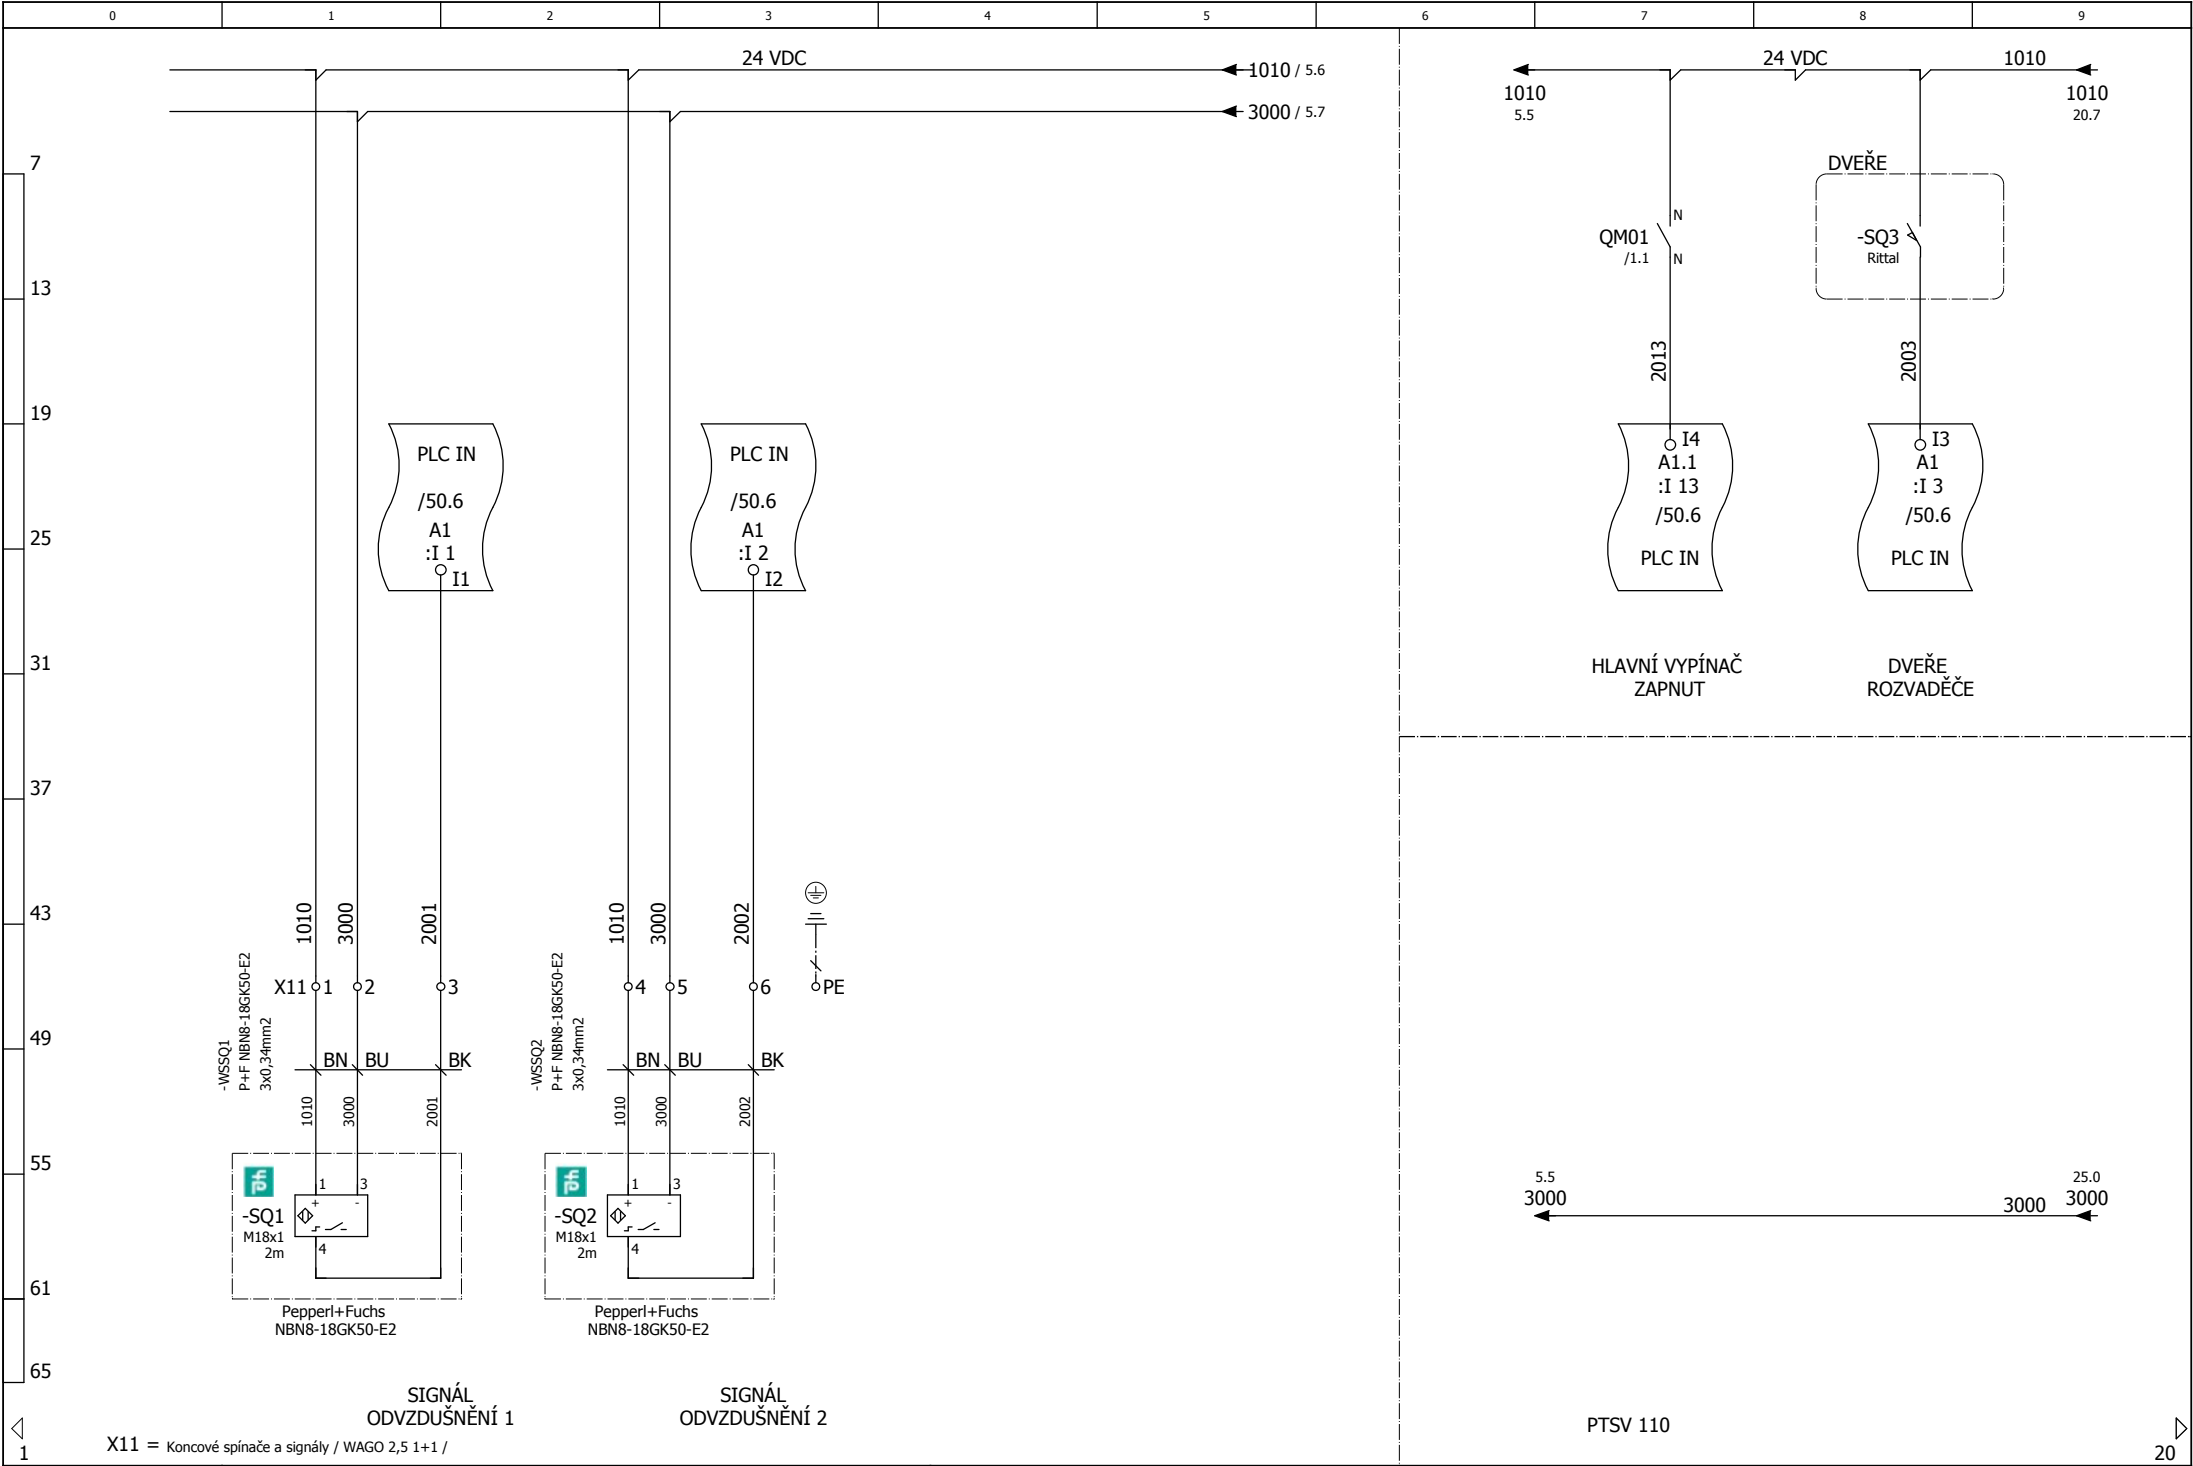 0 1 2 3 4 5 6 7 8 9
24 VDC
1010 / 5.6
3000 / 5.7
24 VDC
1010
1010
5.5
1010
20.7
7
13
19
25
31
37
43
49
55
61
65
DVEŘE
QM01
/1.1
N
N
-SQ3
Rittal
2013
2003
PLC IN
/50.6
A1
:I 1
I1
PLC IN
/50.6
A1
:I 2
I2
I4
A1.1
:I 13
/50.6
PLC IN
I3
A1
:I 3
/50.6
PLC IN
HLAVNÍ VYPÍNAČ
ZAPNUT
DVEŘE
ROZVADĚČE
1010
3000
2001
1010
3000
2002
X11 1 2 3 4 5 6 PE
-WSSQ1
P+F NBN8-18GK50-E2
3x0,34mm2
BN BU BK
-WSSQ2
P+F NBN8-18GK50-E2
3x0,34mm2
BN BU BK
1010
3000
2001
1010
3000
2002
1 3
+ -
-SQ1
M18x1
2m
4
1 3
+ -
-SQ2
M18x1
2m
4
Pepperl+Fuchs
NBN8-18GK50-E2
Pepperl+Fuchs
NBN8-18GK50-E2
5.5
3000
3000
25.0
3000
SIGNÁL
ODVZDUŠNĚNÍ 1
SIGNÁL
ODVZDUŠNĚNÍ 2
PTSV 110
X11 = Koncové spínače a signály / WAGO 2,5 1+1 /
1
20